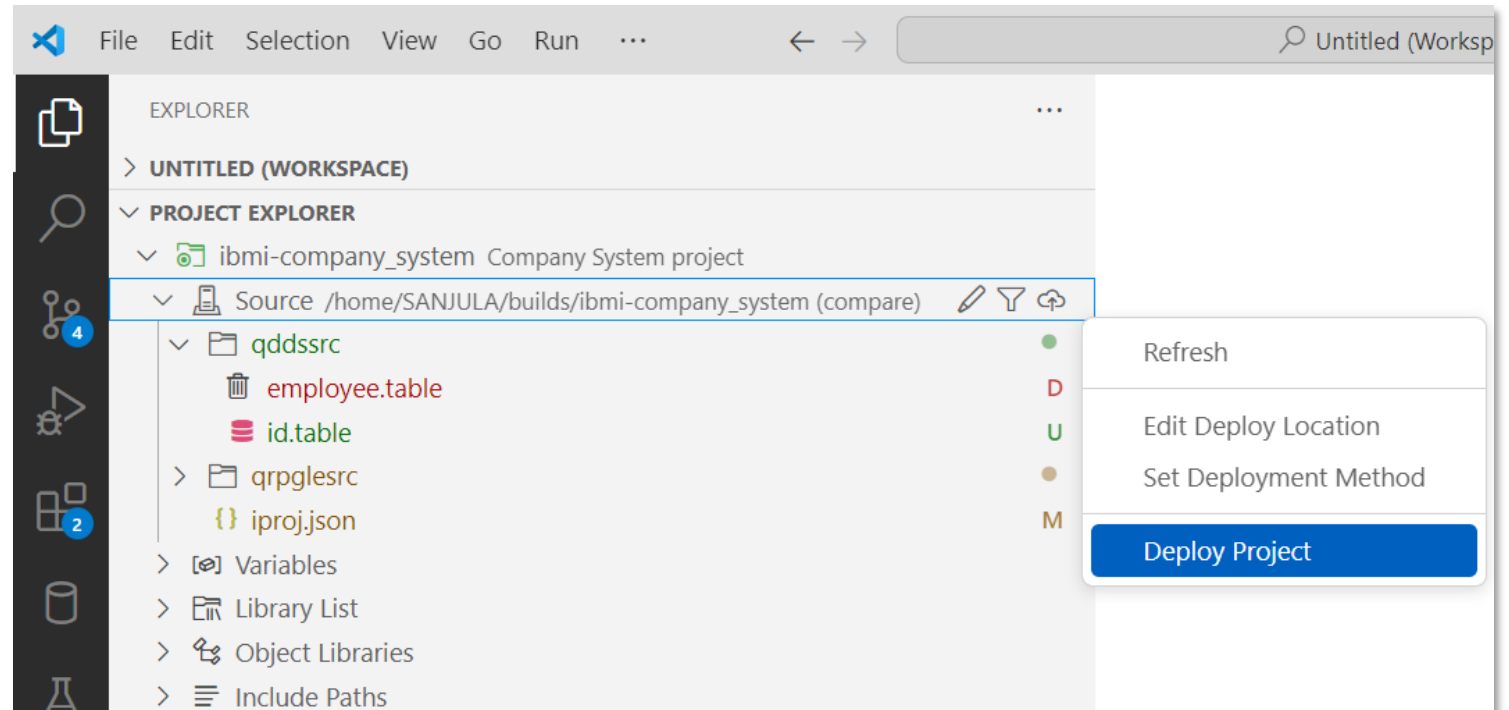 File Edit Selection View Go Run ··· ← → Untitled (Worksp
EXPLORER ···
UNTITLED (WORKSPACE)
PROJECT EXPLORER
ibmi-company_system Company System project
Source /home/SANJULA/builds/ibmi-company_system (compare)
4
qddssrc
Refresh
employee.table D
Edit Deploy Location
id.table U
Set Deployment Method
qrpglesrc
2
{} iproj.json M
Deploy Project
Variables
Library List
Object Libraries
Include Paths